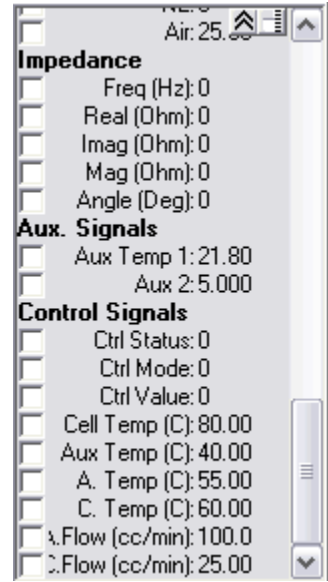 Air: 25.
Impedance
Freq (Hz): 0
Real (Ohm): 0
Imag (Ohm): 0
Mag (Ohm): 0
Angle (Deg): 0
Aux. Signals
Aux Temp 1: 21.80
Aux 2: 5.000
Control Signals
Ctrl Status: 0
Ctrl Mode: 0
Ctrl Value: 0
Cell Temp (C): 80.00
Aux Temp (C): 40.00
A. Temp (C): 55.00
C. Temp (C): 60.00
.Flow (cc/min): 100.0
.Flow (cc/min): 25.00